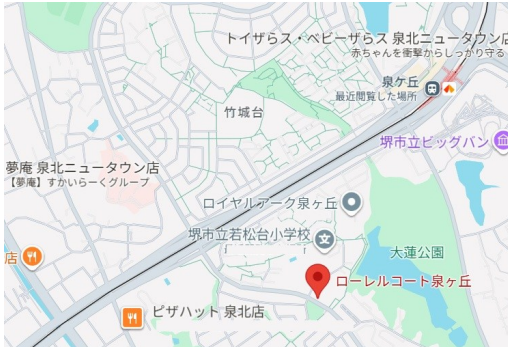 トイザらス・ベビーザらス 泉北ニュータウン店
赤ちゃんを衝撃からしっかり守る
泉ケ丘
最近閲覧した場所
竹城台
堺市立ビッグバン
夢庵 泉北ニュータウン店
【夢庵】すかいらーくグループ
ロイヤルアーク泉ヶ丘
堺市立若松台小学校
大蓮公園
店
ローレルコート泉ヶ丘
ピザハット 泉北店